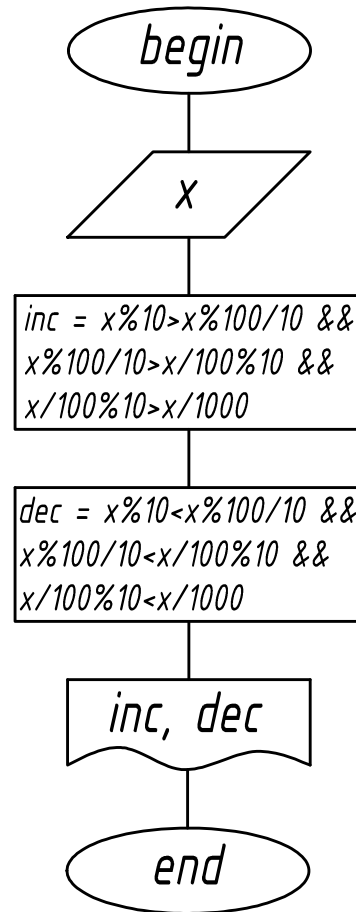 begin
x
inc = x%10>x%100/10 &&
x%100/10>x/100%10 &&
x/100%10>x/1000
dec = x%10<x%100/10 &&
x%100/10<x/100%10 &&
x/100%10<x/1000
inc, dec
end